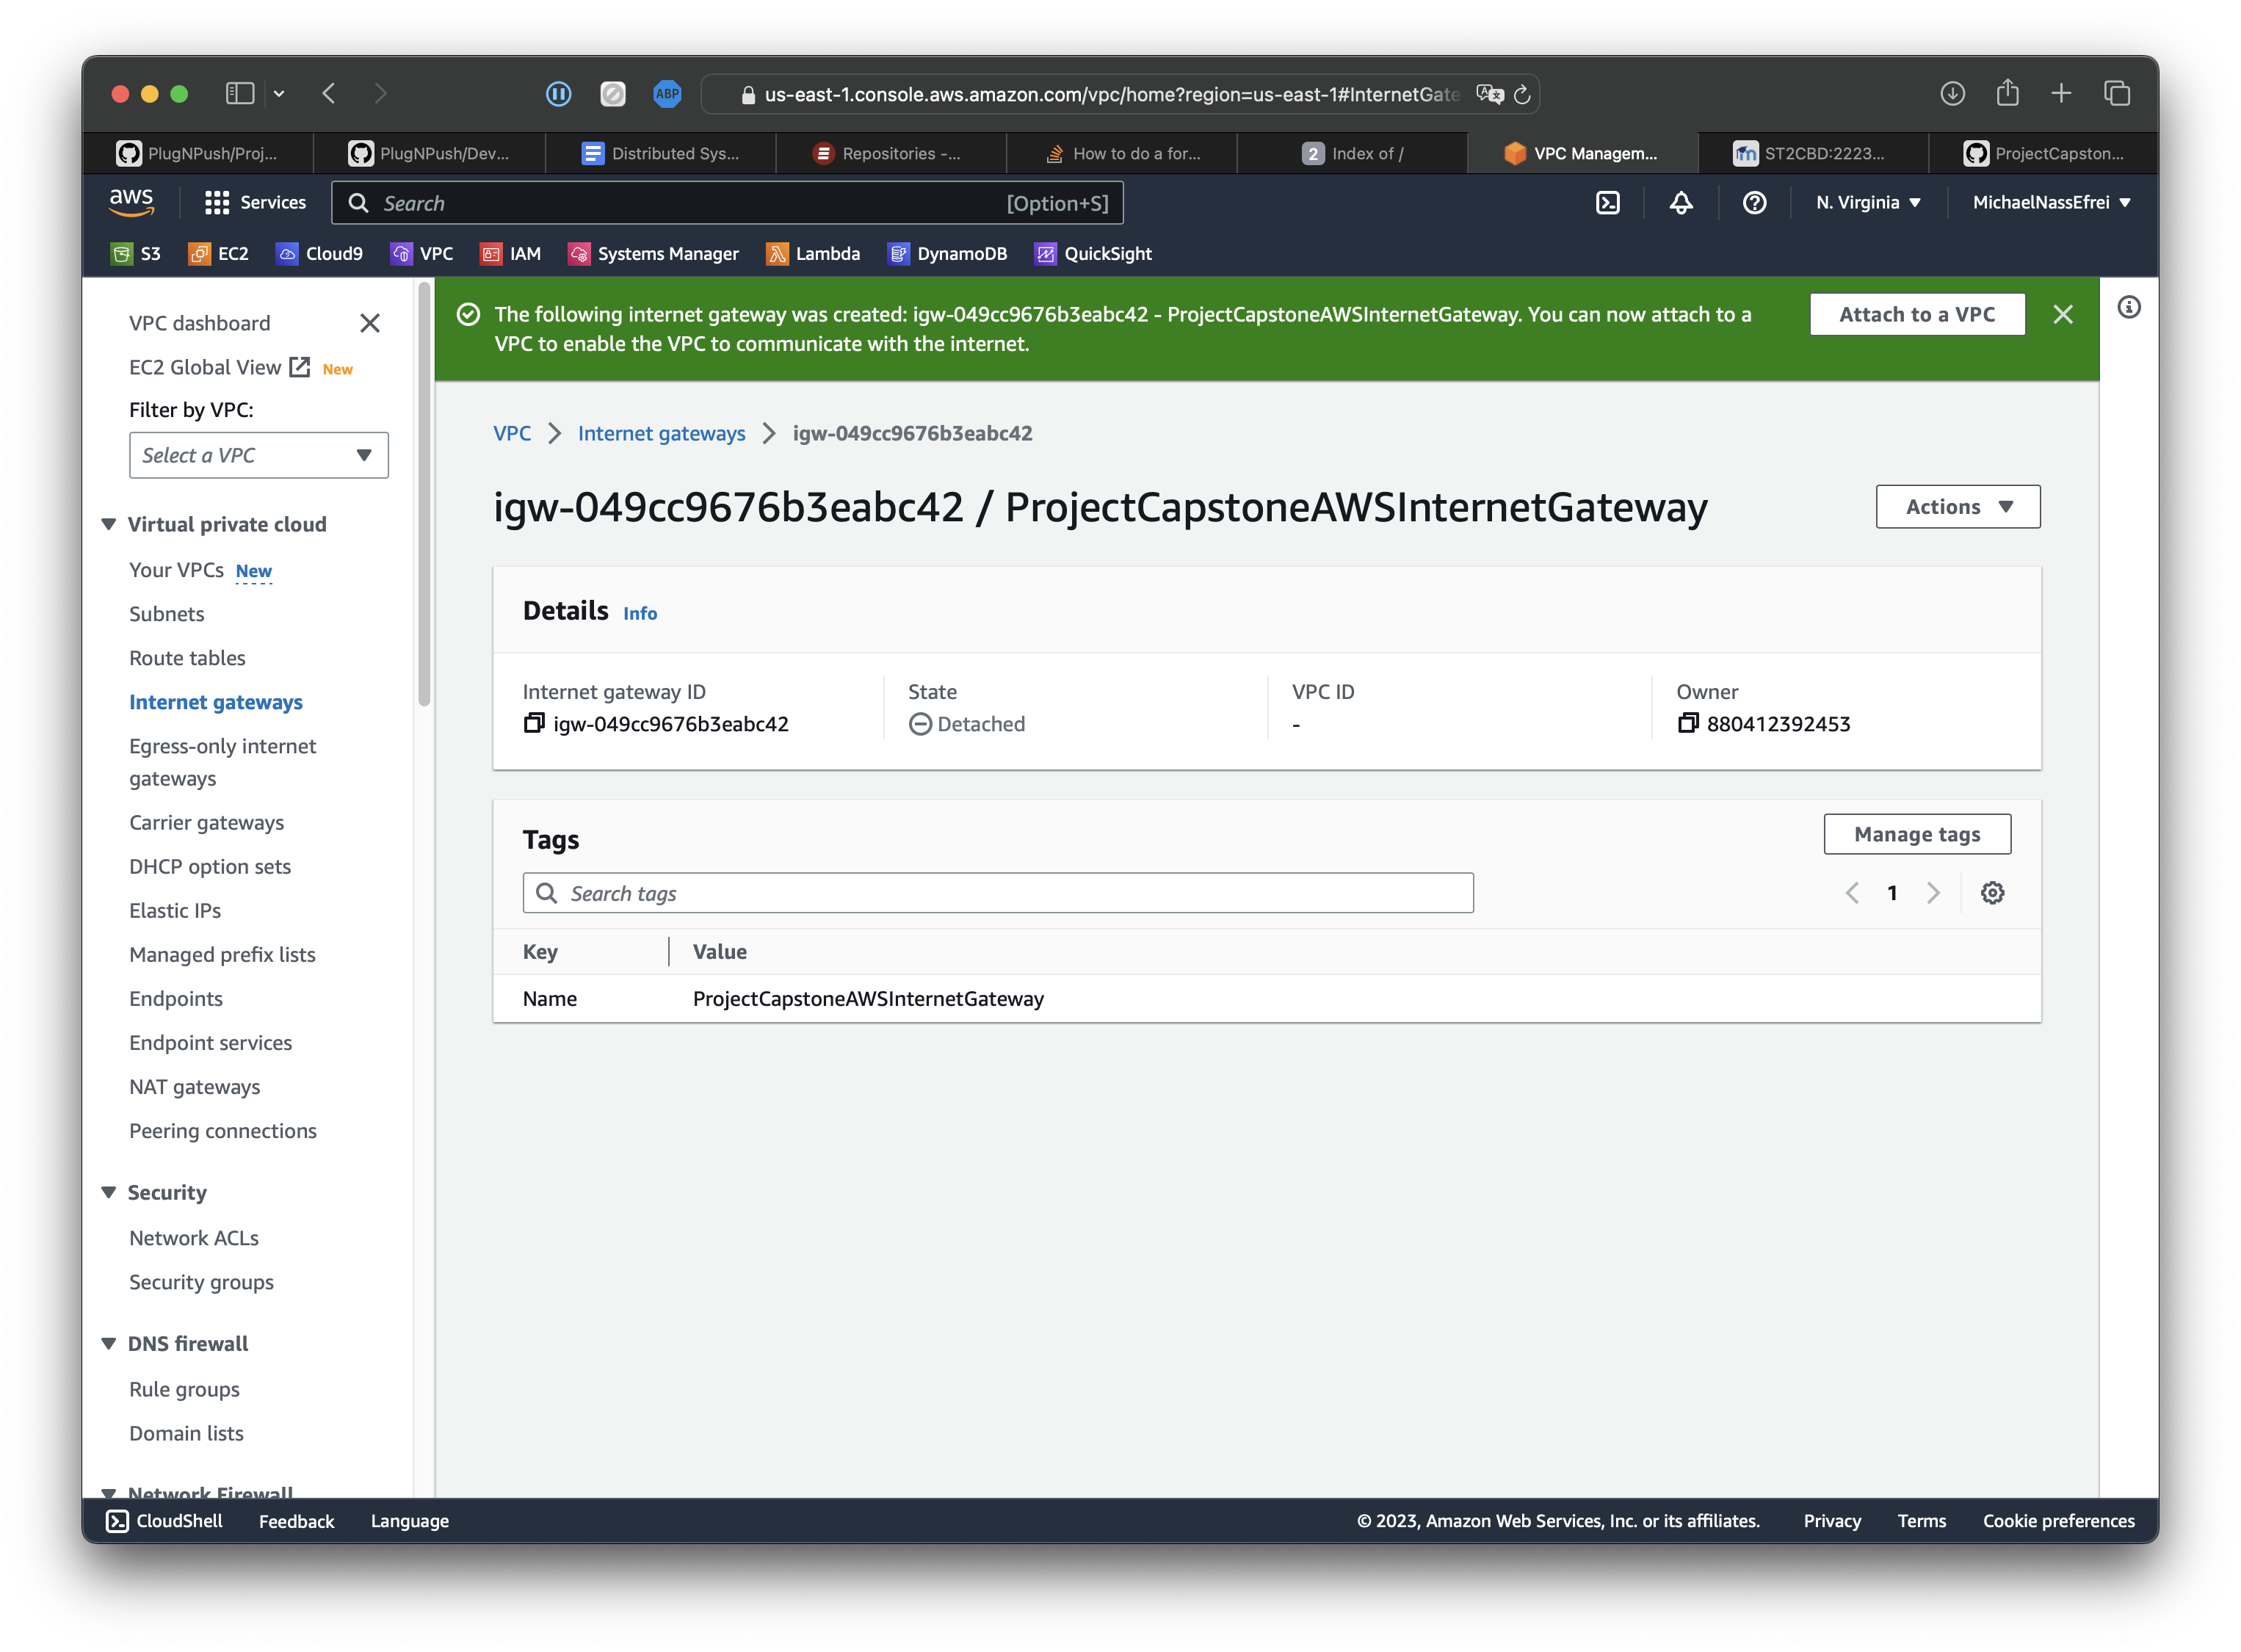 ABP
us-east-1.console.aws.amazon.com/vpc/home?region=us-east-1#InternetGate
PlugNPush/Proj...
PlugNPush/Dev...
Distributed Sys...
Repositories -...
How to do a for...
2 Index of /
VPC Managem...
ST2CBD:2223...
ProjectCapston...
aws
Services
Search
[Option+S]
N. Virginia
MichaelNassEfrei
S3
EC2
Cloud9
VPC
IAM
Systems Manager
Lambda
DynamoDB
QuickSight
VPC dashboard
EC2 Global View New
Filter by VPC:
Select a VPC
Virtual private cloud
Your VPCs New
Subnets
Route tables
Internet gateways
Egress-only internet
gateways
Carrier gateways
DHCP option sets
Elastic IPs
Managed prefix lists
Endpoints
Endpoint services
NAT gateways
Peering connections
Security
Network ACLs
Security groups
DNS firewall
Rule groups
Domain lists
Network Firewall
The following internet gateway was created: igw-049cc9676b3eabc42 - ProjectCapstoneAWSInternetGateway. You can now attach to a
VPC to enable the VPC to communicate with the internet.
Attach to a VPC
VPC
Internet gateways
igw-049cc9676b3eabc42
igw-049cc9676b3eabc42 / ProjectCapstoneAWSInternetGateway
Actions
Details Info
Internet gateway ID
igw-049cc9676b3eabc42
State
Detached
VPC ID
-
Owner
880412392453
Tags
Manage tags
Search tags
1
Key
Value
Name
ProjectCapstoneAWSInternetGateway
CloudShell
Feedback
Language
© 2023, Amazon Web Services, Inc. or its affiliates.
Privacy
Terms
Cookie preferences